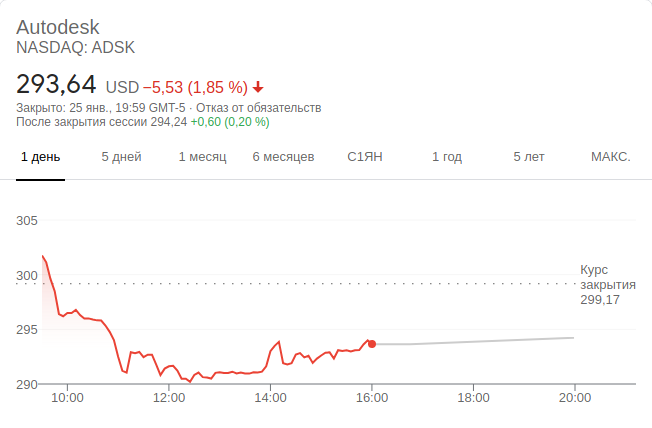 Autodesk
NASDAQ: ADSK
293,64 USD −5,53 (1,85 %)
Закрыто: 25 янв., 19:59 GMT-5 · Отказ от обязательств
После закрытия сессии 294,24 +0,60 (0,20 %)
1 день 5 дней 1 месяц 6 месяцев С1ЯН 1 год 5 лет МАКС.
305
300
295
290
Курс
закрытия
299,17
10:00 12:00 14:00 16:00 18:00 20:00